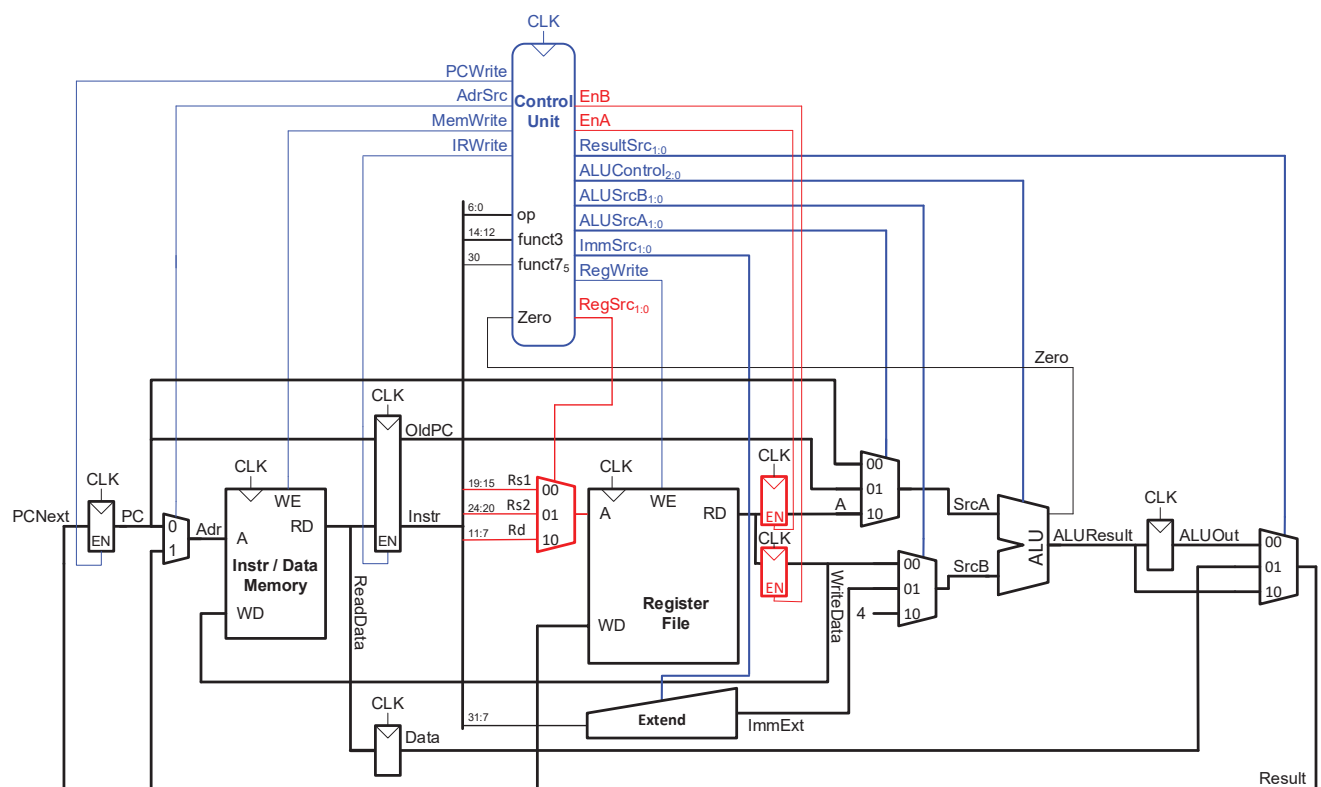 CLK
PCWrite
AdrSrc
MemWrite
IRWrite
Control
Unit
EnB
EnA
ResultSrc1:0
ALUControl2:0
ALUSrcB1:0
ALUSrcA1:0
ImmSrc1:0
RegWrite
RegSrc1:0
6:0
op
14:12
funct3
30
funct75
Zero
Zero
CLK
OldPC
CLK
PCNext
PC
EN
0
1
Adr
CLK
WE
RD
A
Instr / Data
Memory
WD
ReadData
EN
Instr
19:15
Rs1
24:20
Rs2
11:7
Rd
00
01
10
CLK
WE
A
RD
Register
File
WD
CLK
EN
CLK
EN
A
WriteData
00
01
10
00
01
10
4
SrcA
SrcB
ALU
ALUResult
CLK
ALUOut
00
01
10
31:7
Extend
ImmExt
CLK
Data
Result